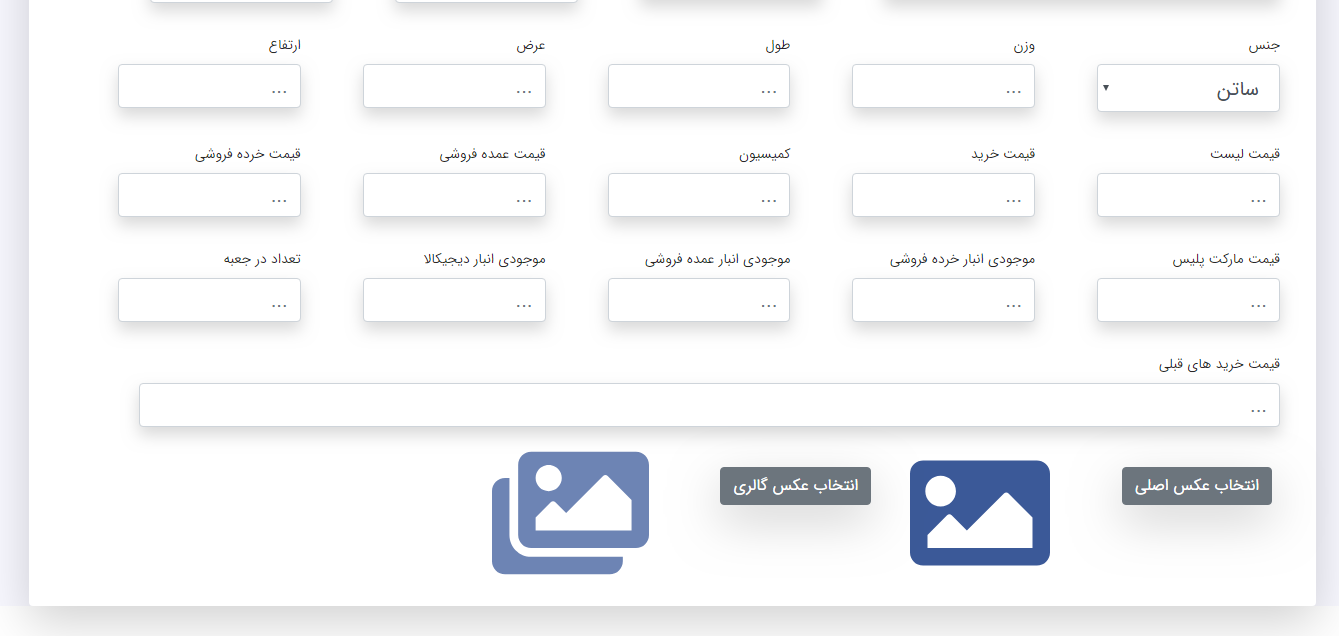 جنس وزن طول عرض ارتفاع
ساتن ... ... ... ...
قیمت لیست قیمت خرید کمیسیون قیمت عمده فروشی قیمت خرده فروشی
... ... ... ... ...
قیمت مارکت پلیس موجودی انبار خرده فروشی موجودی انبار عمده فروشی موجودی انبار دیجیکالا تعداد در جعبه
... ... ... ... ...
قیمت خرید های قبلی
...
انتخاب عکس اصلی انتخاب عکس گالری